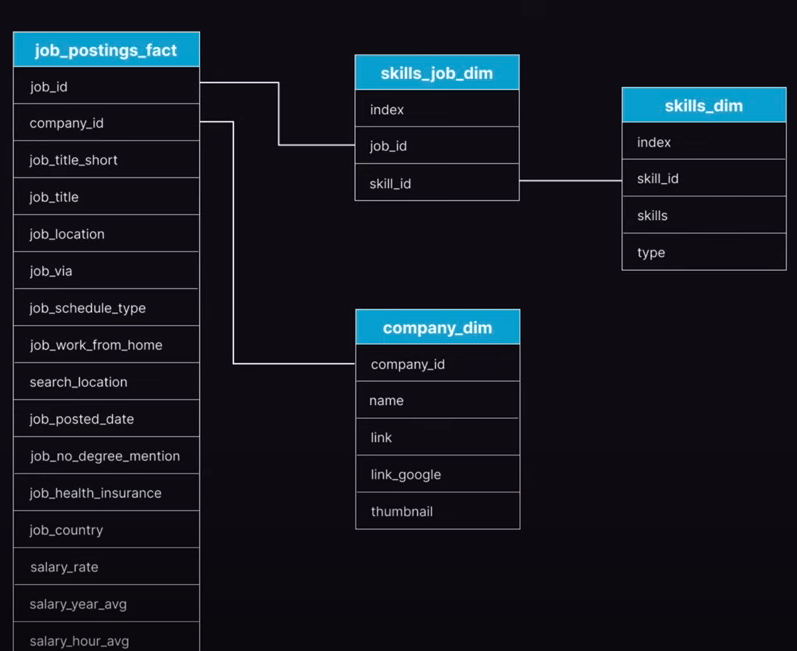 job_postings_fact
job_id
company_id
job_title_short
job_title
job_location
job_via
job_schedule_type
job_work_from_home
search_location
job_posted_date
job_no_degree_mention
job_health_insurance
job_country
salary_rate
salary_year_avg
salary_hour_avg
skills_job_dim
index
job_id
skill_id
skills_dim
index
skill_id
skills
type
company_dim
company_id
name
link
link_google
thumbnail